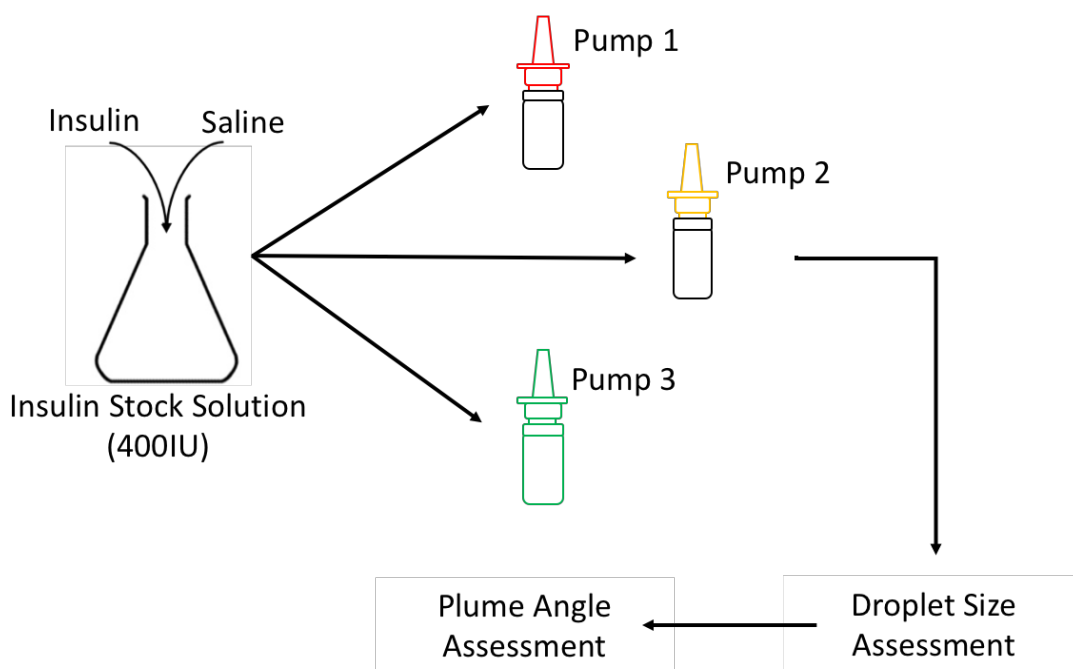 Pump 1
Insulin
Saline
Pump 2
Insulin Stock Solution
(400IU)
Pump 3
Plume Angle
Assessment
Droplet Size
Assessment